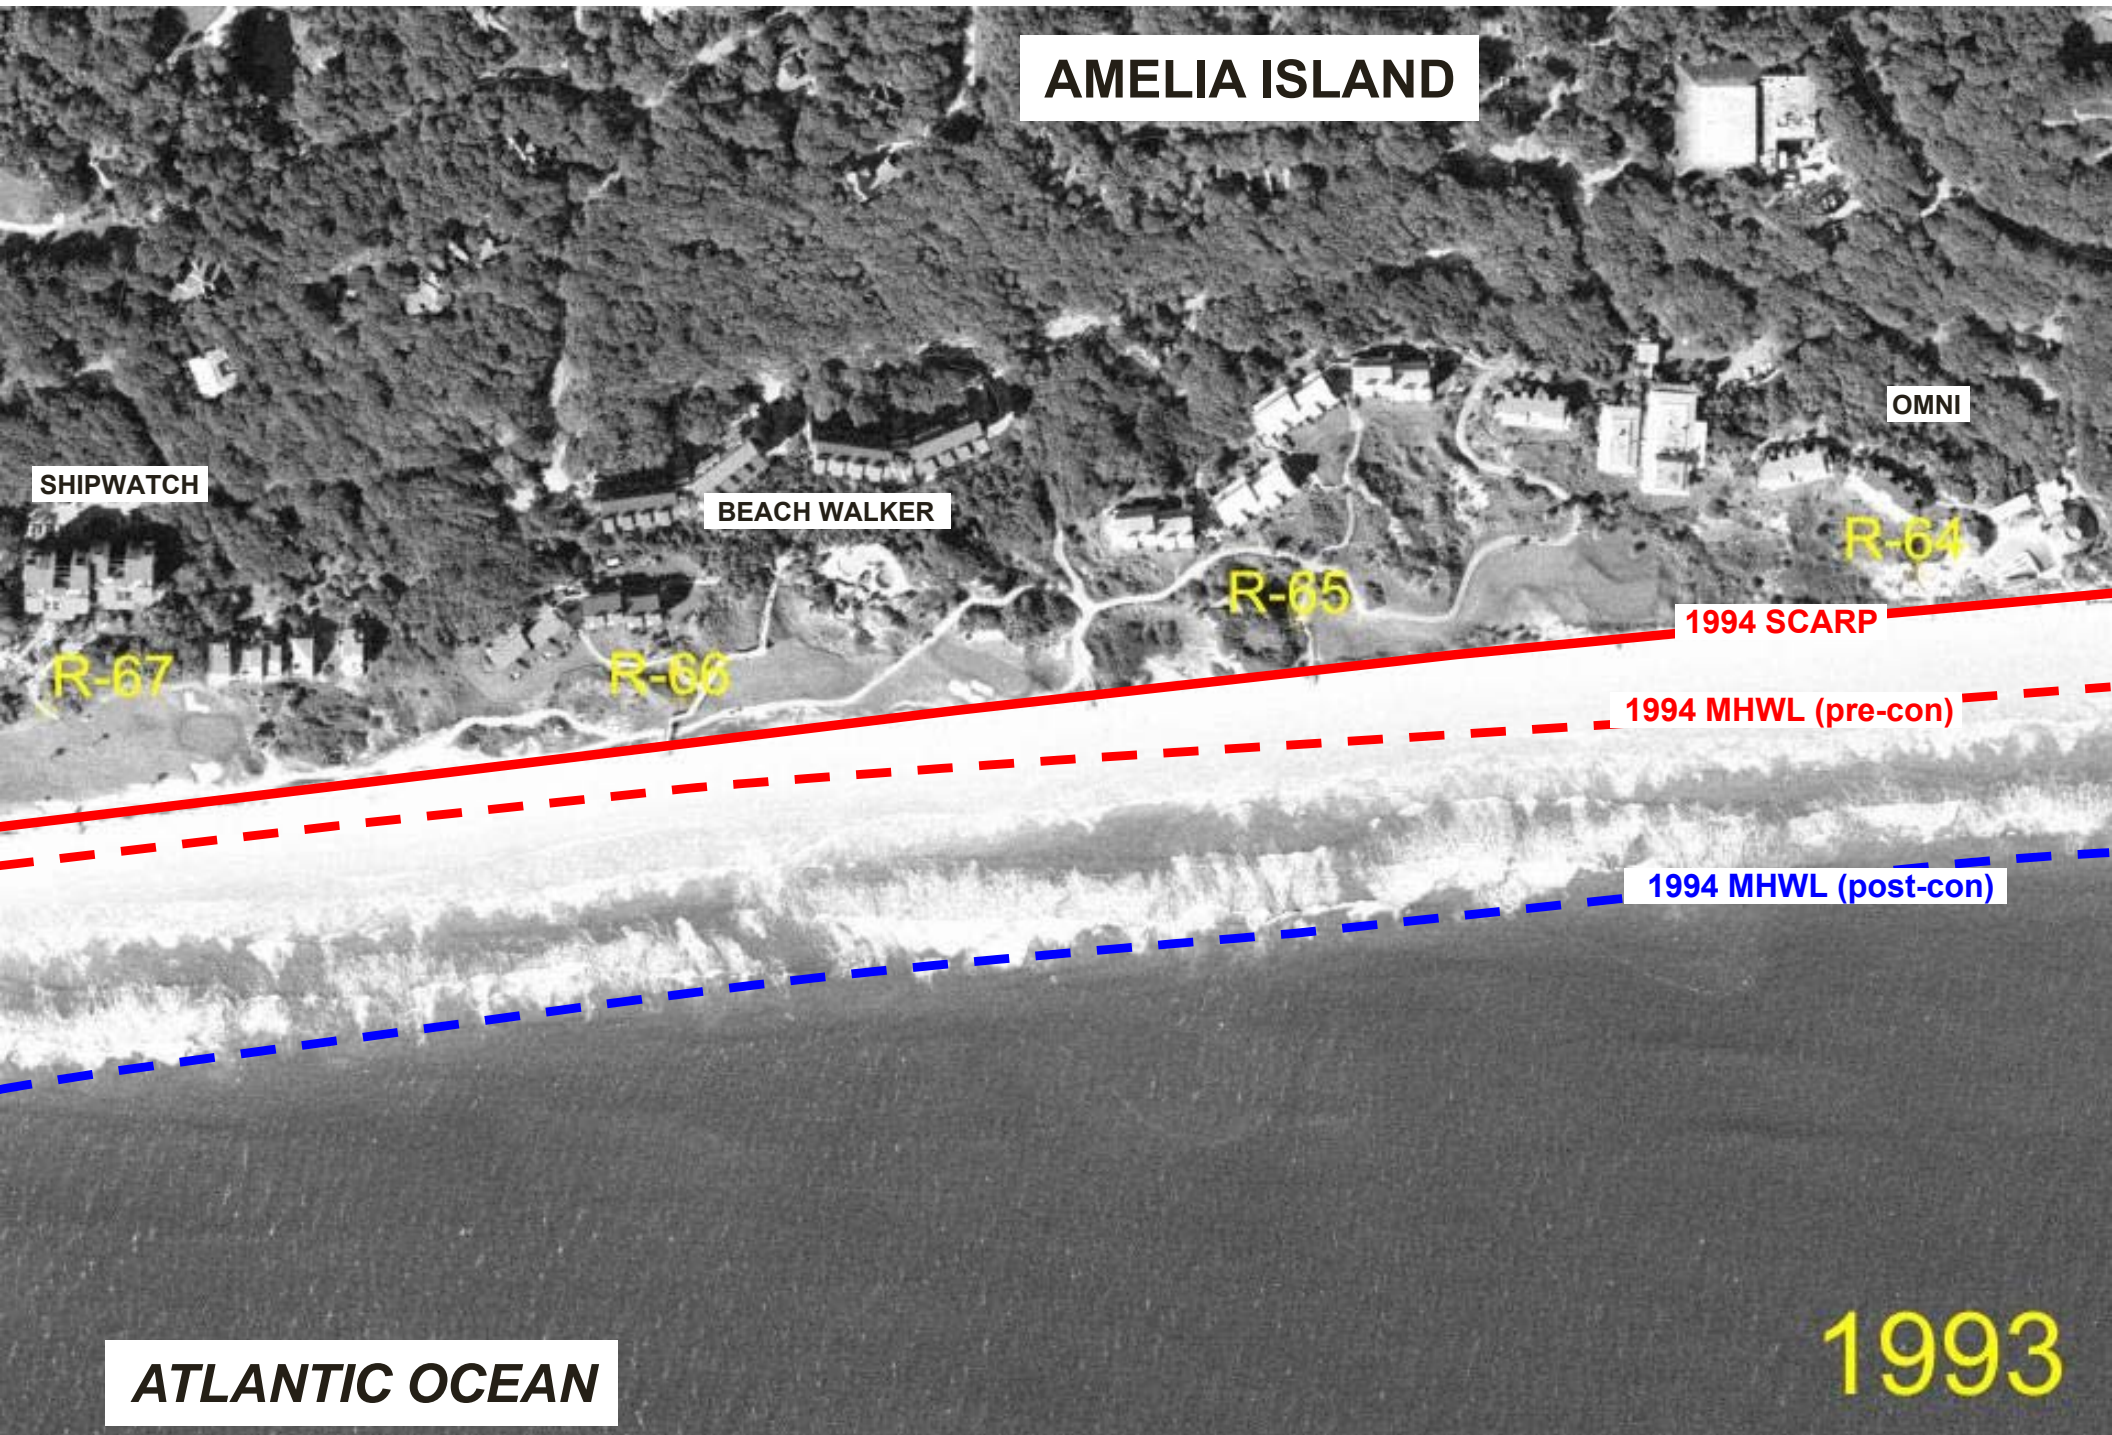 AMELIA ISLAND
OMNI
SHIPWATCH
BEACH WALKER
R-64
R-65
1994 SCARP
R-67
R-66
1994 MHWL (pre-con)
1994 MHWL (post-con)
1993
ATLANTIC OCEAN